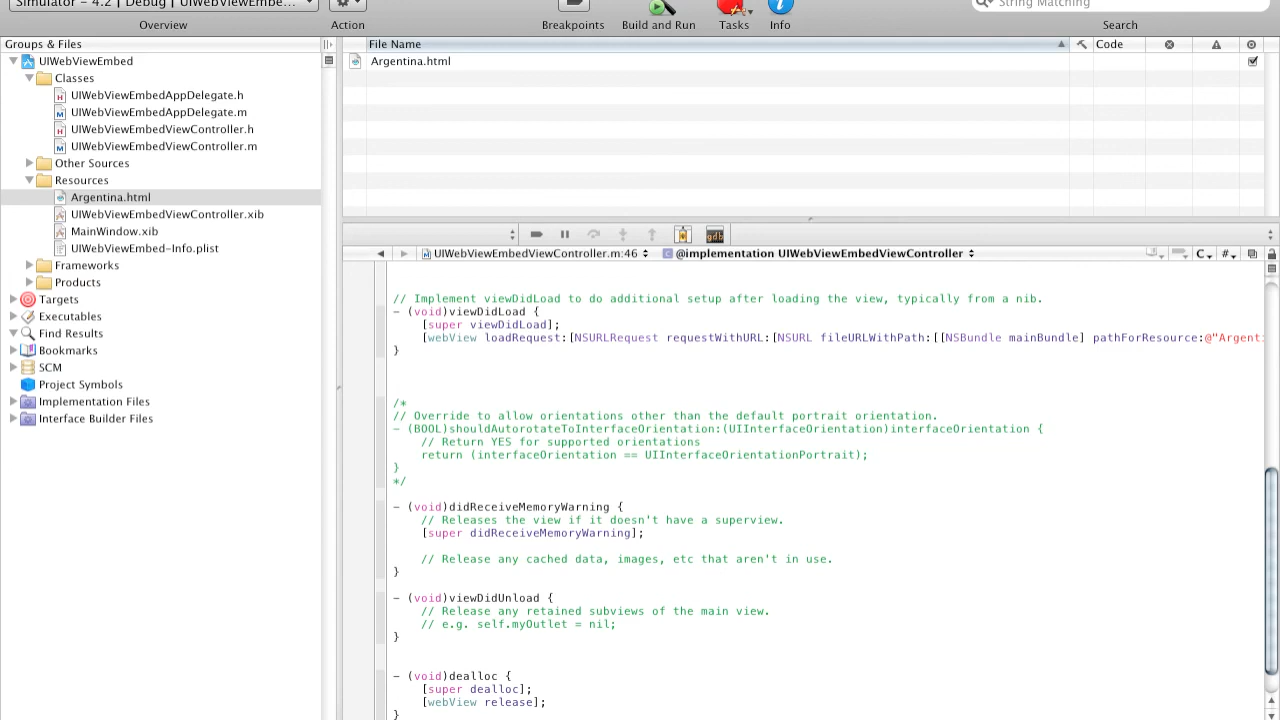 Simulator - 4.2 | Debug | UIWebViewEmbe...
String Matching
Overview
Action
Breakpoints
Build and Run
Tasks
Info
Search
Groups & Files
File Name
Code
UIWebViewEmbed
Argentina.html
Classes
UIWebViewEmbedAppDelegate.h
UIWebViewEmbedAppDelegate.m
UIWebViewEmbedViewController.h
UIWebViewEmbedViewController.m
Other Sources
Resources
Argentina.html
UIWebViewEmbedViewController.xib
MainWindow.xib
UIWebViewEmbed-Info.plist
Frameworks
Products
Targets
Executables
Find Results
Bookmarks
SCM
Project Symbols
Implementation Files
Interface Builder Files
gdb
UIWebViewEmbedViewController.m:46
C
@implementation UIWebViewEmbedViewController
C
#
// Implement viewDidLoad to do additional setup after loading the view, typically from a nib.
- (void)viewDidLoad {
[super viewDidLoad];
[webView loadRequest:[NSURLRequest requestWithURL:[NSURL fileURLWithPath:[[NSBundle mainBundle] pathForResource:@"Argenti
}
/*
// Override to allow orientations other than the default portrait orientation.
- (BOOL)shouldAutorotateToInterfaceOrientation:(UIInterfaceOrientation)interfaceOrientation {
// Return YES for supported orientations
return (interfaceOrientation == UIInterfaceOrientationPortrait);
}
*/
- (void)didReceiveMemoryWarning {
// Releases the view if it doesn't have a superview.
[super didReceiveMemoryWarning];
// Release any cached data, images, etc that aren't in use.
}
- (void)viewDidUnload {
// Release any retained subviews of the main view.
// e.g. self.myOutlet = nil;
}
- (void)dealloc {
[super dealloc];
[webView release];
}